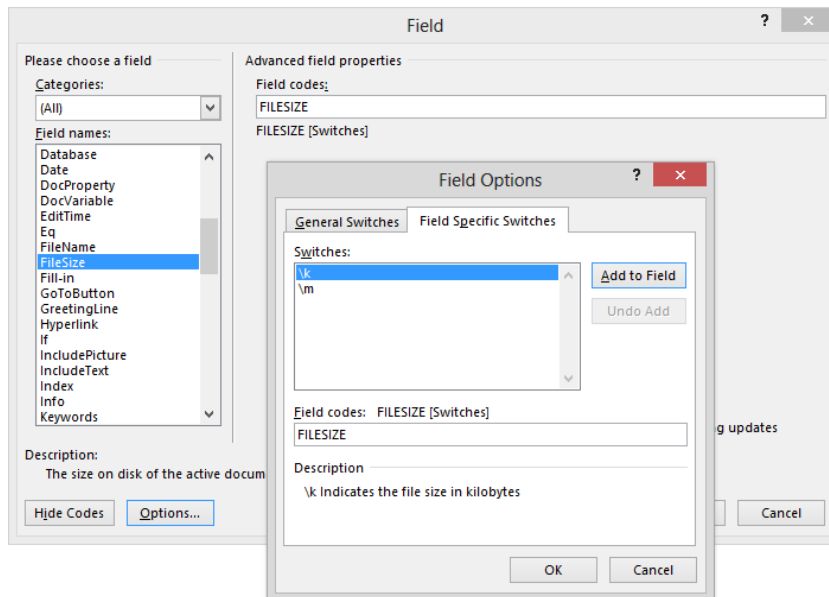 Field
?
Please choose a field
Categories:
(All)
Field names:
Database
Date
DocProperty
DocVariable
EditTime
Eq
FileName
FileSize
Fill-in
GoToButton
GreetingLine
Hyperlink
If
IncludePicture
IncludeText
Index
Info
Keywords
Description:
The size on disk of the active docum
Hide Codes
Options...
Advanced field properties
Field codes:
FILESIZE
FILESIZE [Switches]
g updates
Cancel
Field Options
?
General Switches
Field Specific Switches
Switches:
\k
\m
Add to Field
Undo Add
Field codes: FILESIZE [Switches]
FILESIZE
Description
\k Indicates the file size in kilobytes
OK
Cancel